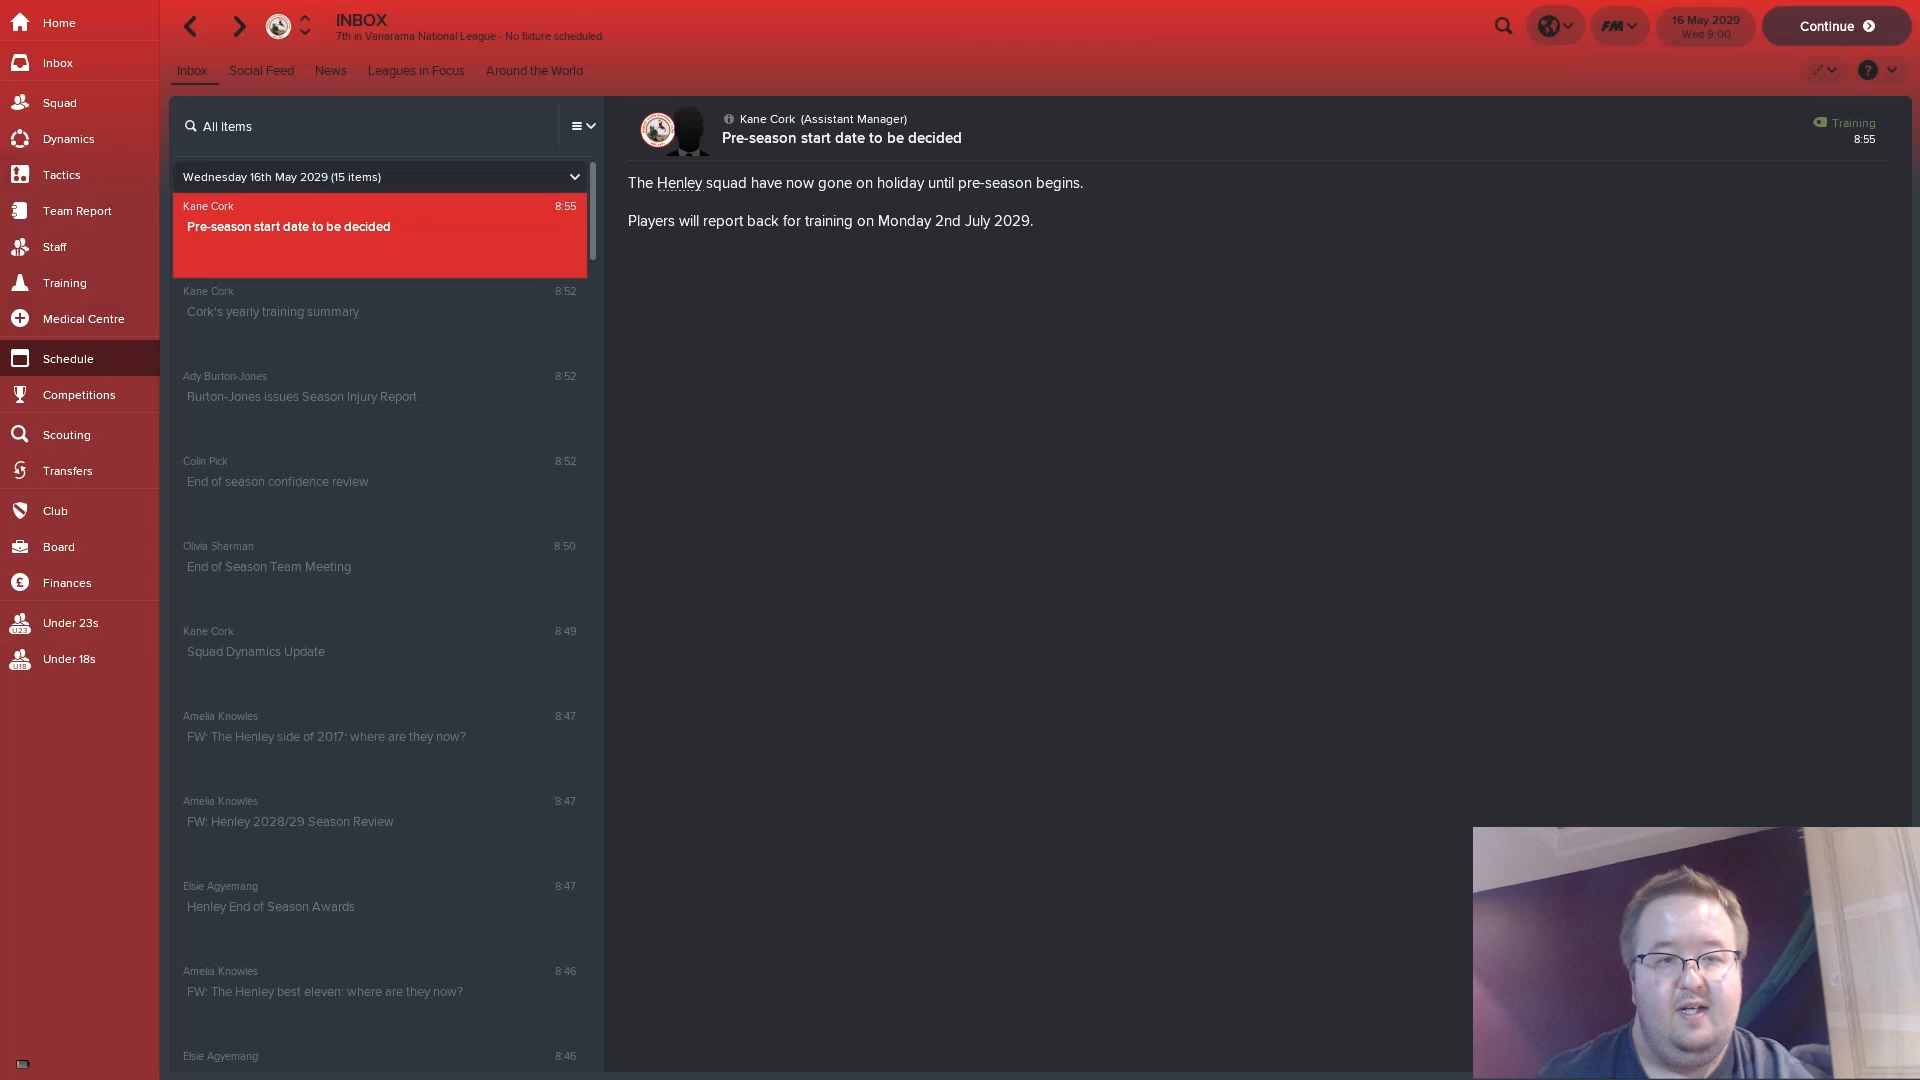 Home
Inbox
Squad
Dynamics
Tactics
Team Report
Staff
Training
Medical Centre
Schedule
Competitions
Scouting
Transfers
Club
Board
Finances
Under 23s
Under 18s
INBOX
7th in Vanarama National League - No fixture scheduled.
FM
16 May 2029
Wed 9:00
Continue
Inbox Social Feed News Leagues in Focus Around the World
All Items
Wednesday 16th May 2029 (15 items)
Kane Cork 8:55
Pre-season start date to be decided
Kane Cork 8:52
Cork's yearly training summary
Ady Burton-Jones 8:52
Burton-Jones issues Season Injury Report
Colin Pick 8:52
End of season confidence review
Olivia Sharman 8:50
End of Season Team Meeting
Kane Cork 8:49
Squad Dynamics Update
Amelia Knowles 8:47
FW: The Henley side of 2017: where are they now?
Amelia Knowles 8:47
FW: Henley 2028/29 Season Review
Elsie Agyemang 8:47
Henley End of Season Awards
Amelia Knowles 8:46
FW: The Henley best eleven: where are they now?
Elsie Agyemang 8:46
Kane Cork (Assistant Manager)
Pre-season start date to be decided
Training
8:55
The Henley squad have now gone on holiday until pre-season begins.
Players will report back for training on Monday 2nd July 2029.